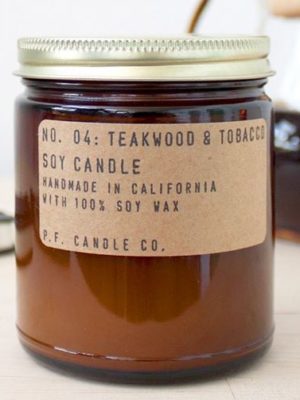 NO. 04: TEAKWOOD & TOBACCO
SOY CANDLE
HANDMADE IN CALIFORNIA
WITH 100% SOY WAX
P.F. CANDLE CO.